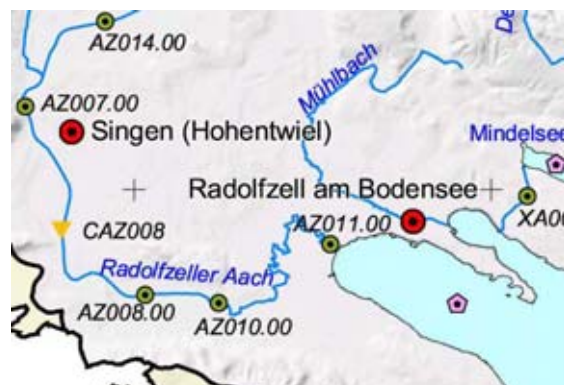 AZ014.00
AZ007.00
Mühlbach
Singen (Hohentwiel)
Mindelsee
Radolfzell am Bodensee
CAZ008
AZ011.00
Radolfzeller Aach
AZ008.00
AZ010.00